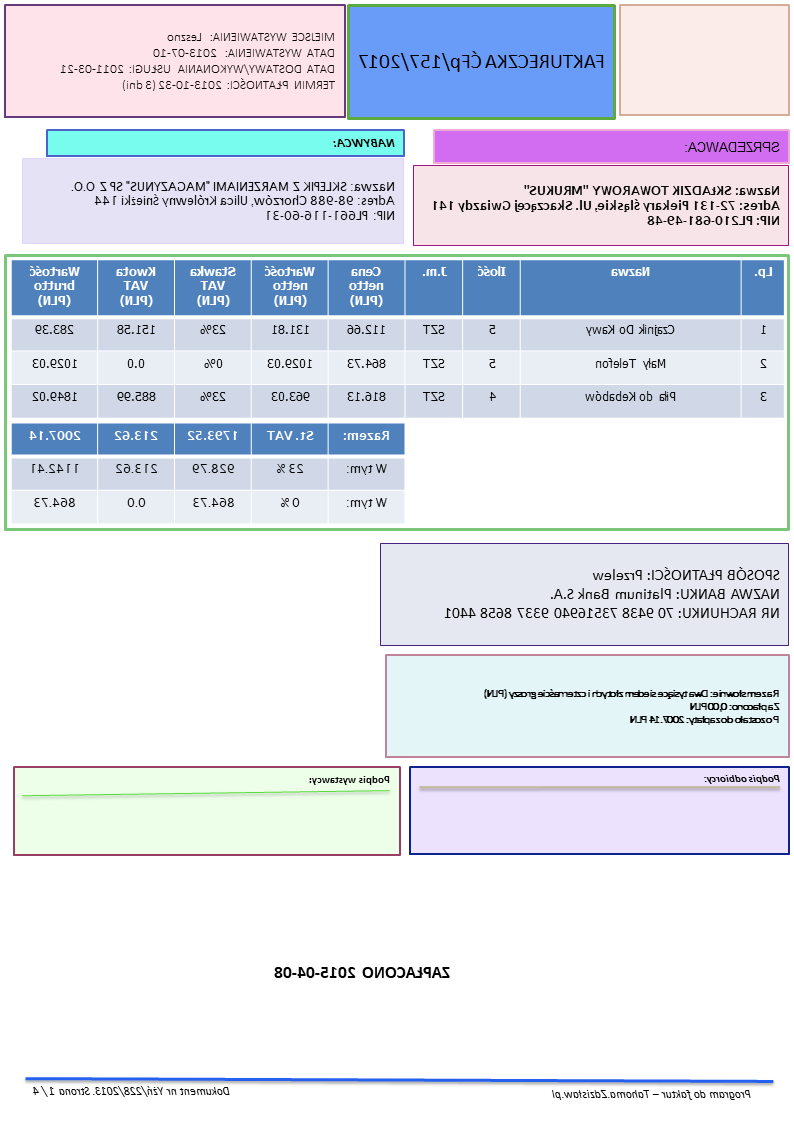 FAKTURECZKA ĆFp/157/2017
MIEJSCE WYSTAWIENIA: Leszno
DATA WYSTAWIENIA: 2013-07-10
DATA DOSTAWY/WYKONANIA USŁUGI: 2011-03-21
TERMIN PŁATNOŚCI: 2013-10-32 (3 dni)
SPRZEDAWCA:
Nazwa: SKŁADZIK TOWAROWY "MRUKUS"
Adres: 72-131 Piekary śląskie, Ul. Skaczącej Gwiazdy 141
NIP: PL210-681-49-48
NABYWCA:
Nazwa: SKLEPIK Z MARZENIAMI "MAGAZYNUS" SP Z O.O.
Adres: 98-988 Chorzów, Ulica Królewny śnieżki 144
NIP: PL661-116-60-31
Lp. Nazwa Ilość J.m. Cena netto (PLN) Wartość netto (PLN) Stawka VAT (PLN) Kwota VAT (PLN) Wartość brutto (PLN)
1 Czajnik Do Kawy 5 SZT 112.66 131.81 23% 151.58 283.39
2 Mały Telefon 5 SZT 864.73 1029.03 0% 0.0 1029.03
3 Piła do Kebabów 4 SZT 816.13 963.03 23% 885.99 1849.02
Razem: St. VAT 1793.52 213.62 2007.14
W tym: 23 % 928.79 213.62 1142.41
W tym: 0 % 864.73 0.0 864.73
SPOSÓB PŁATNOŚCI: Przelew
NAZWA BANKU: Platinum Bank S.A.
NR RACHUNKU: 70 9438 73516940 9337 8658 4401
Razem słownie: Dwa tysiące siedem złotych i czternaście groszy (PLN)
Zapłacono: 0,00 PLN
Pozostało do zapłaty: 2007.14 PLN
Podpis odbiorcy:
Podpis wystawcy:
ZAPŁACONO 2015-04-08
Program do faktur – Tahoma.Zdzisław.pl
Dokument nr Yźń/228/2013. Strona 1 / 4